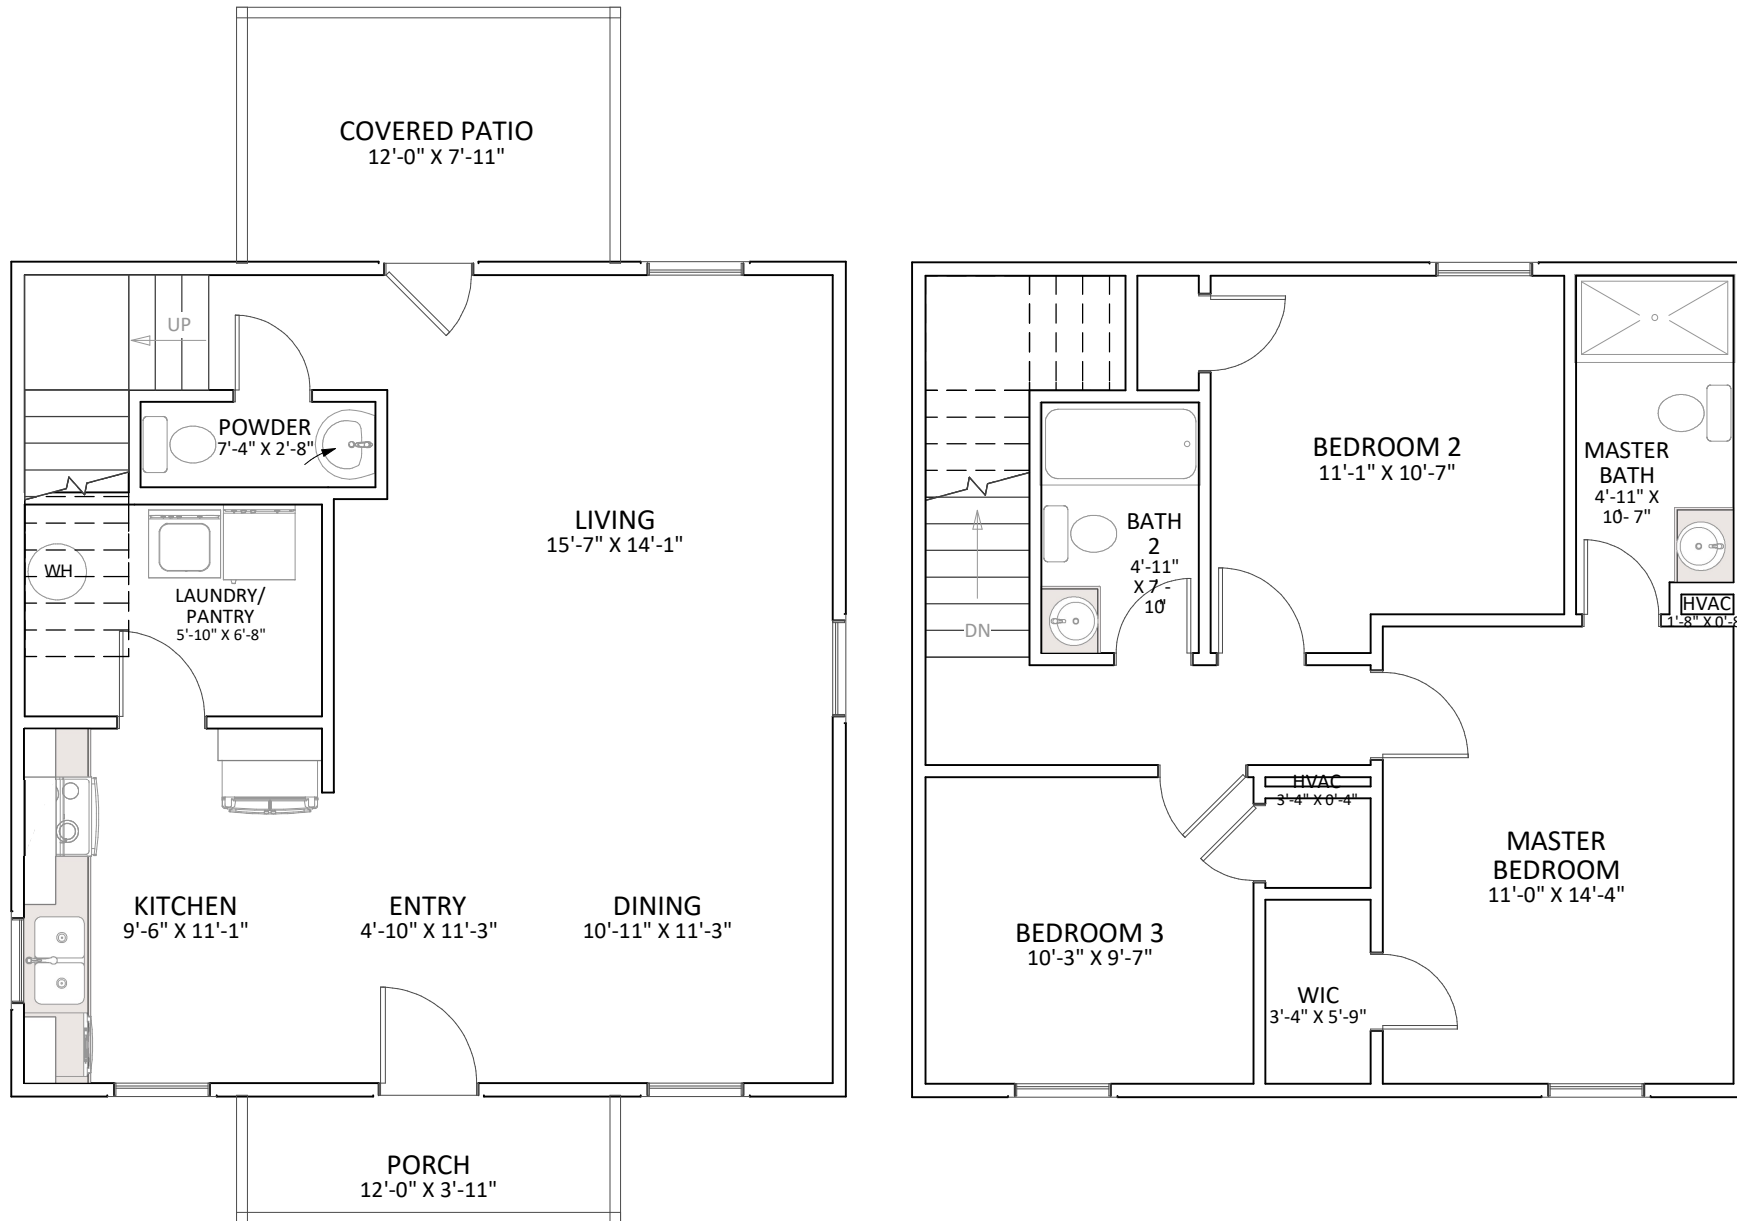 COVERED PATIO
12'-0" X 7'-11"
UP
POWDER
7'-4" X 2'-8"
LIVING
15'-7" X 14'-1"
WH
LAUNDRY/
PANTRY
5'-10" X 6'-8"
KITCHEN
9'-6" X 11'-1"
ENTRY
4'-10" X 11'-3"
DINING
10'-11" X 11'-3"
PORCH
12'-0" X 3'-11"
BEDROOM 2
11'-1" X 10'-7"
MASTER
BATH
4'-11" X
10'- 7"
BATH
2
4'-11"
X 7'-
10"
DN
HVAC
1'-8" X 0'-8
HVAC
3'-4" X 0'-4"
MASTER
BEDROOM
11'-0" X 14'-4"
BEDROOM 3
10'-3" X 9'-7"
WIC
3'-4" X 5'-9"